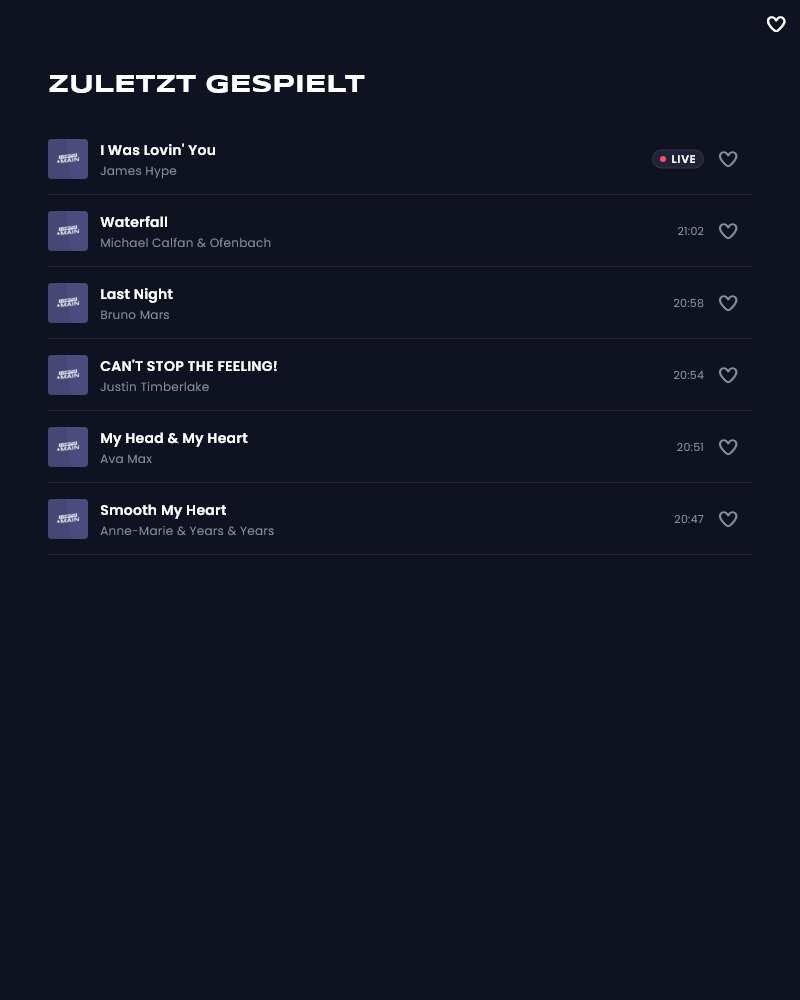 ZULETZT GESPIELT
I Was Lovin' You
James Hype
LIVE
Waterfall
Michael Calfan & Ofenbach
21:02
Last Night
Bruno Mars
20:58
CAN'T STOP THE FEELING!
Justin Timberlake
20:54
My Head & My Heart
Ava Max
20:51
Smooth My Heart
Anne-Marie & Years & Years
20:47